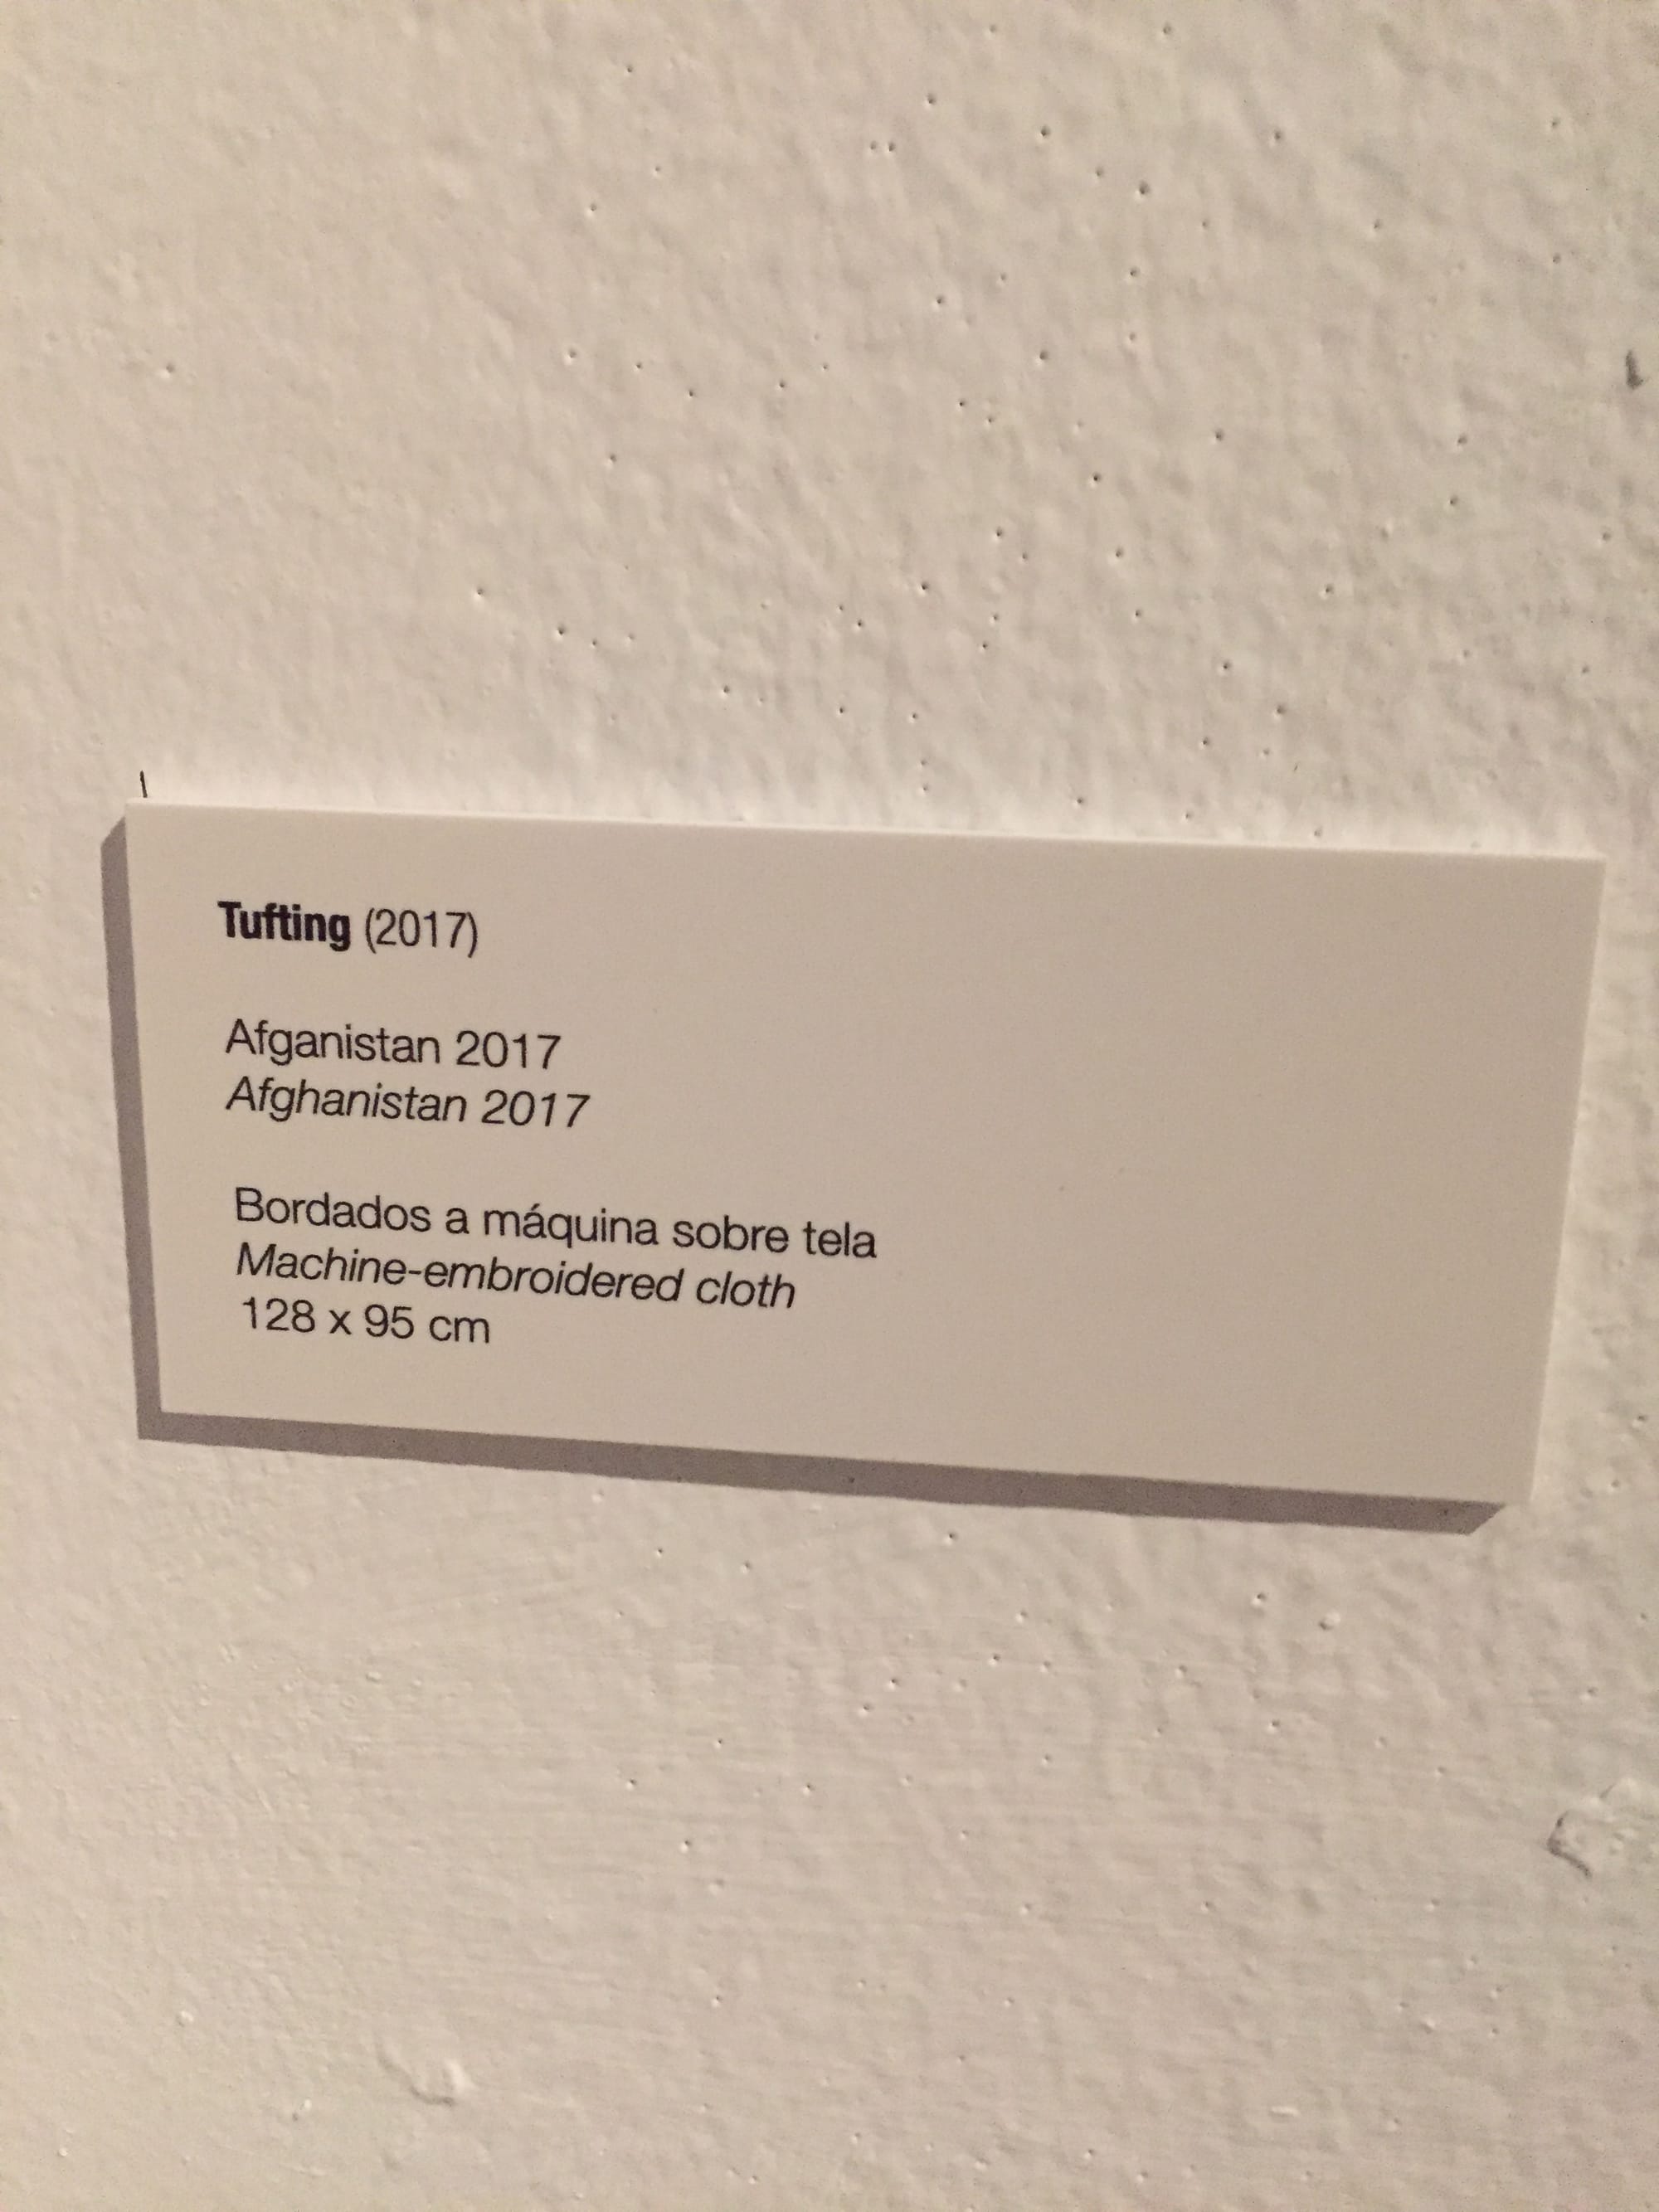 Tufting (2017)
Afganistan 2017
Afghanistan 2017
Bordados a máquina sobre tela
Machine-embroidered cloth
128 x 95 cm